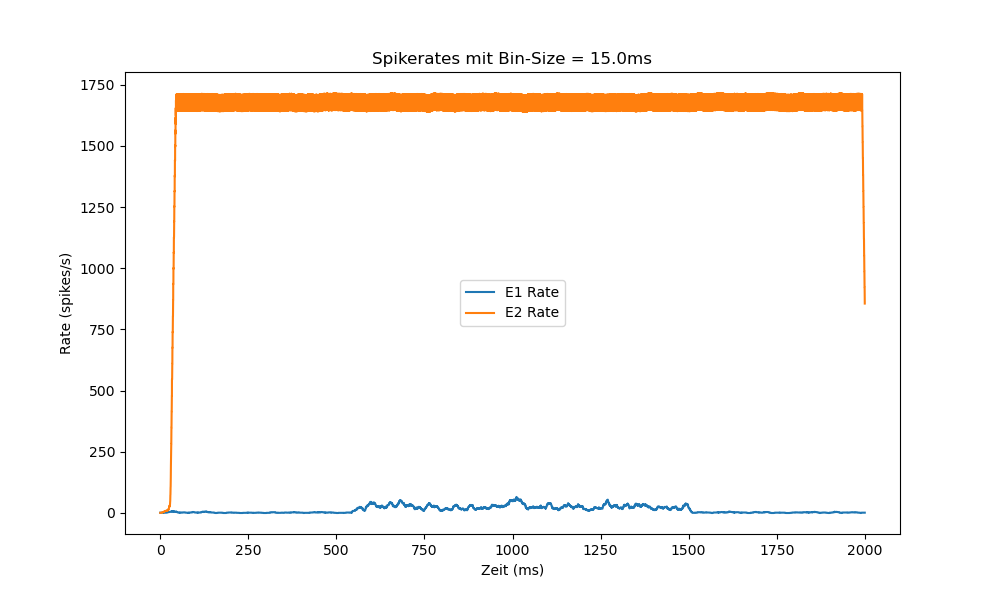 Spikerates mit Bin-Size = 15.0ms
1750
1500
1250
1000
750
500
250
0
Rate (spikes/s)
E1 Rate
E2 Rate
0 250 500 750 1000 1250 1500 1750 2000
Zeit (ms)